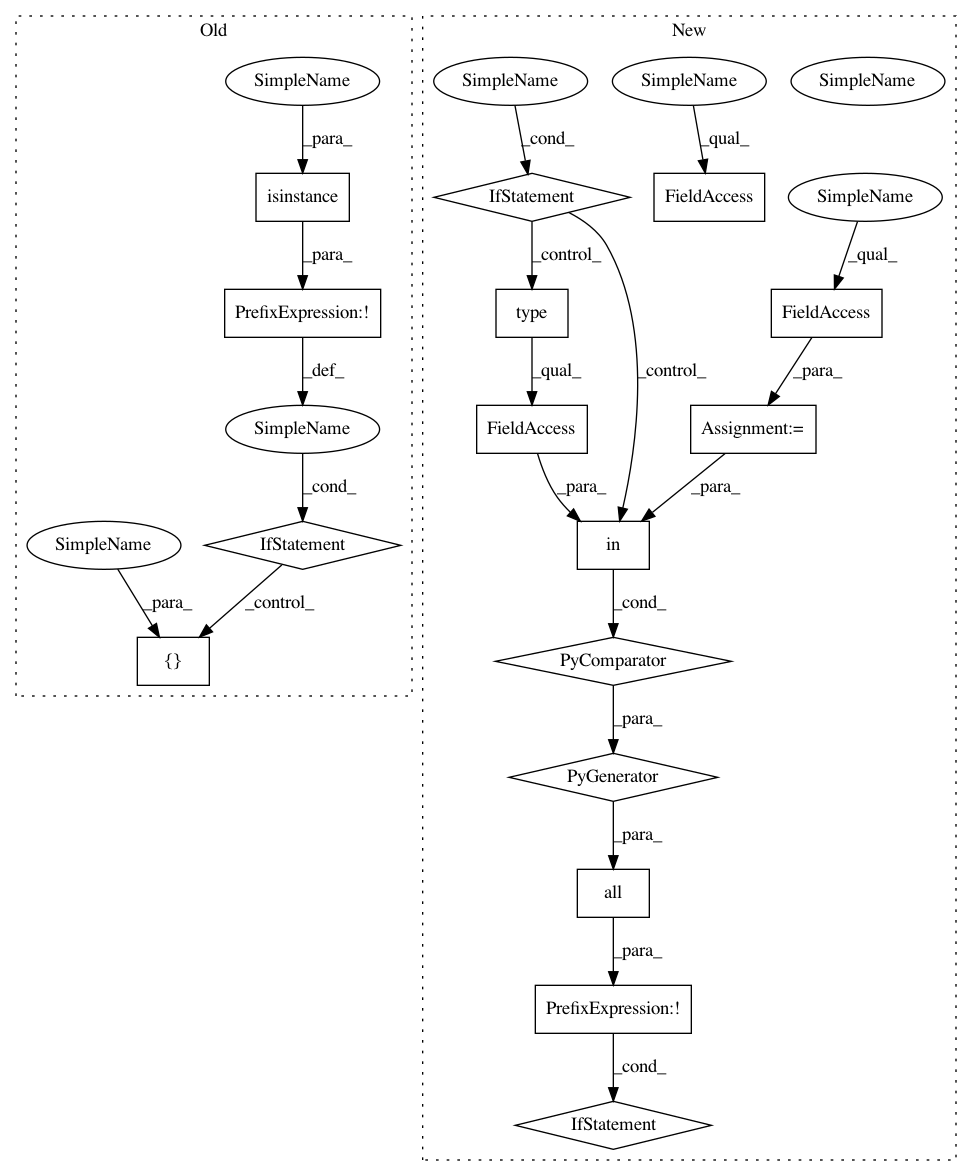 Old
New
SimpleName
SimpleName
SimpleName
SimpleName
_para_
_cond_
_qual_
isinstance
IfStatement
FieldAccess
SimpleName
_para_
_control_
_qual_
PrefixExpression:!
type
FieldAccess
_def_
_qual_
_control_
_para_
SimpleName
FieldAccess
Assignment:=
_cond_
_para_
_para_
SimpleName
IfStatement
in
_para_
_control_
_cond_
{}
PyComparator
_para_
PyGenerator
_para_
all
_para_
PrefixExpression:!
_cond_
IfStatement